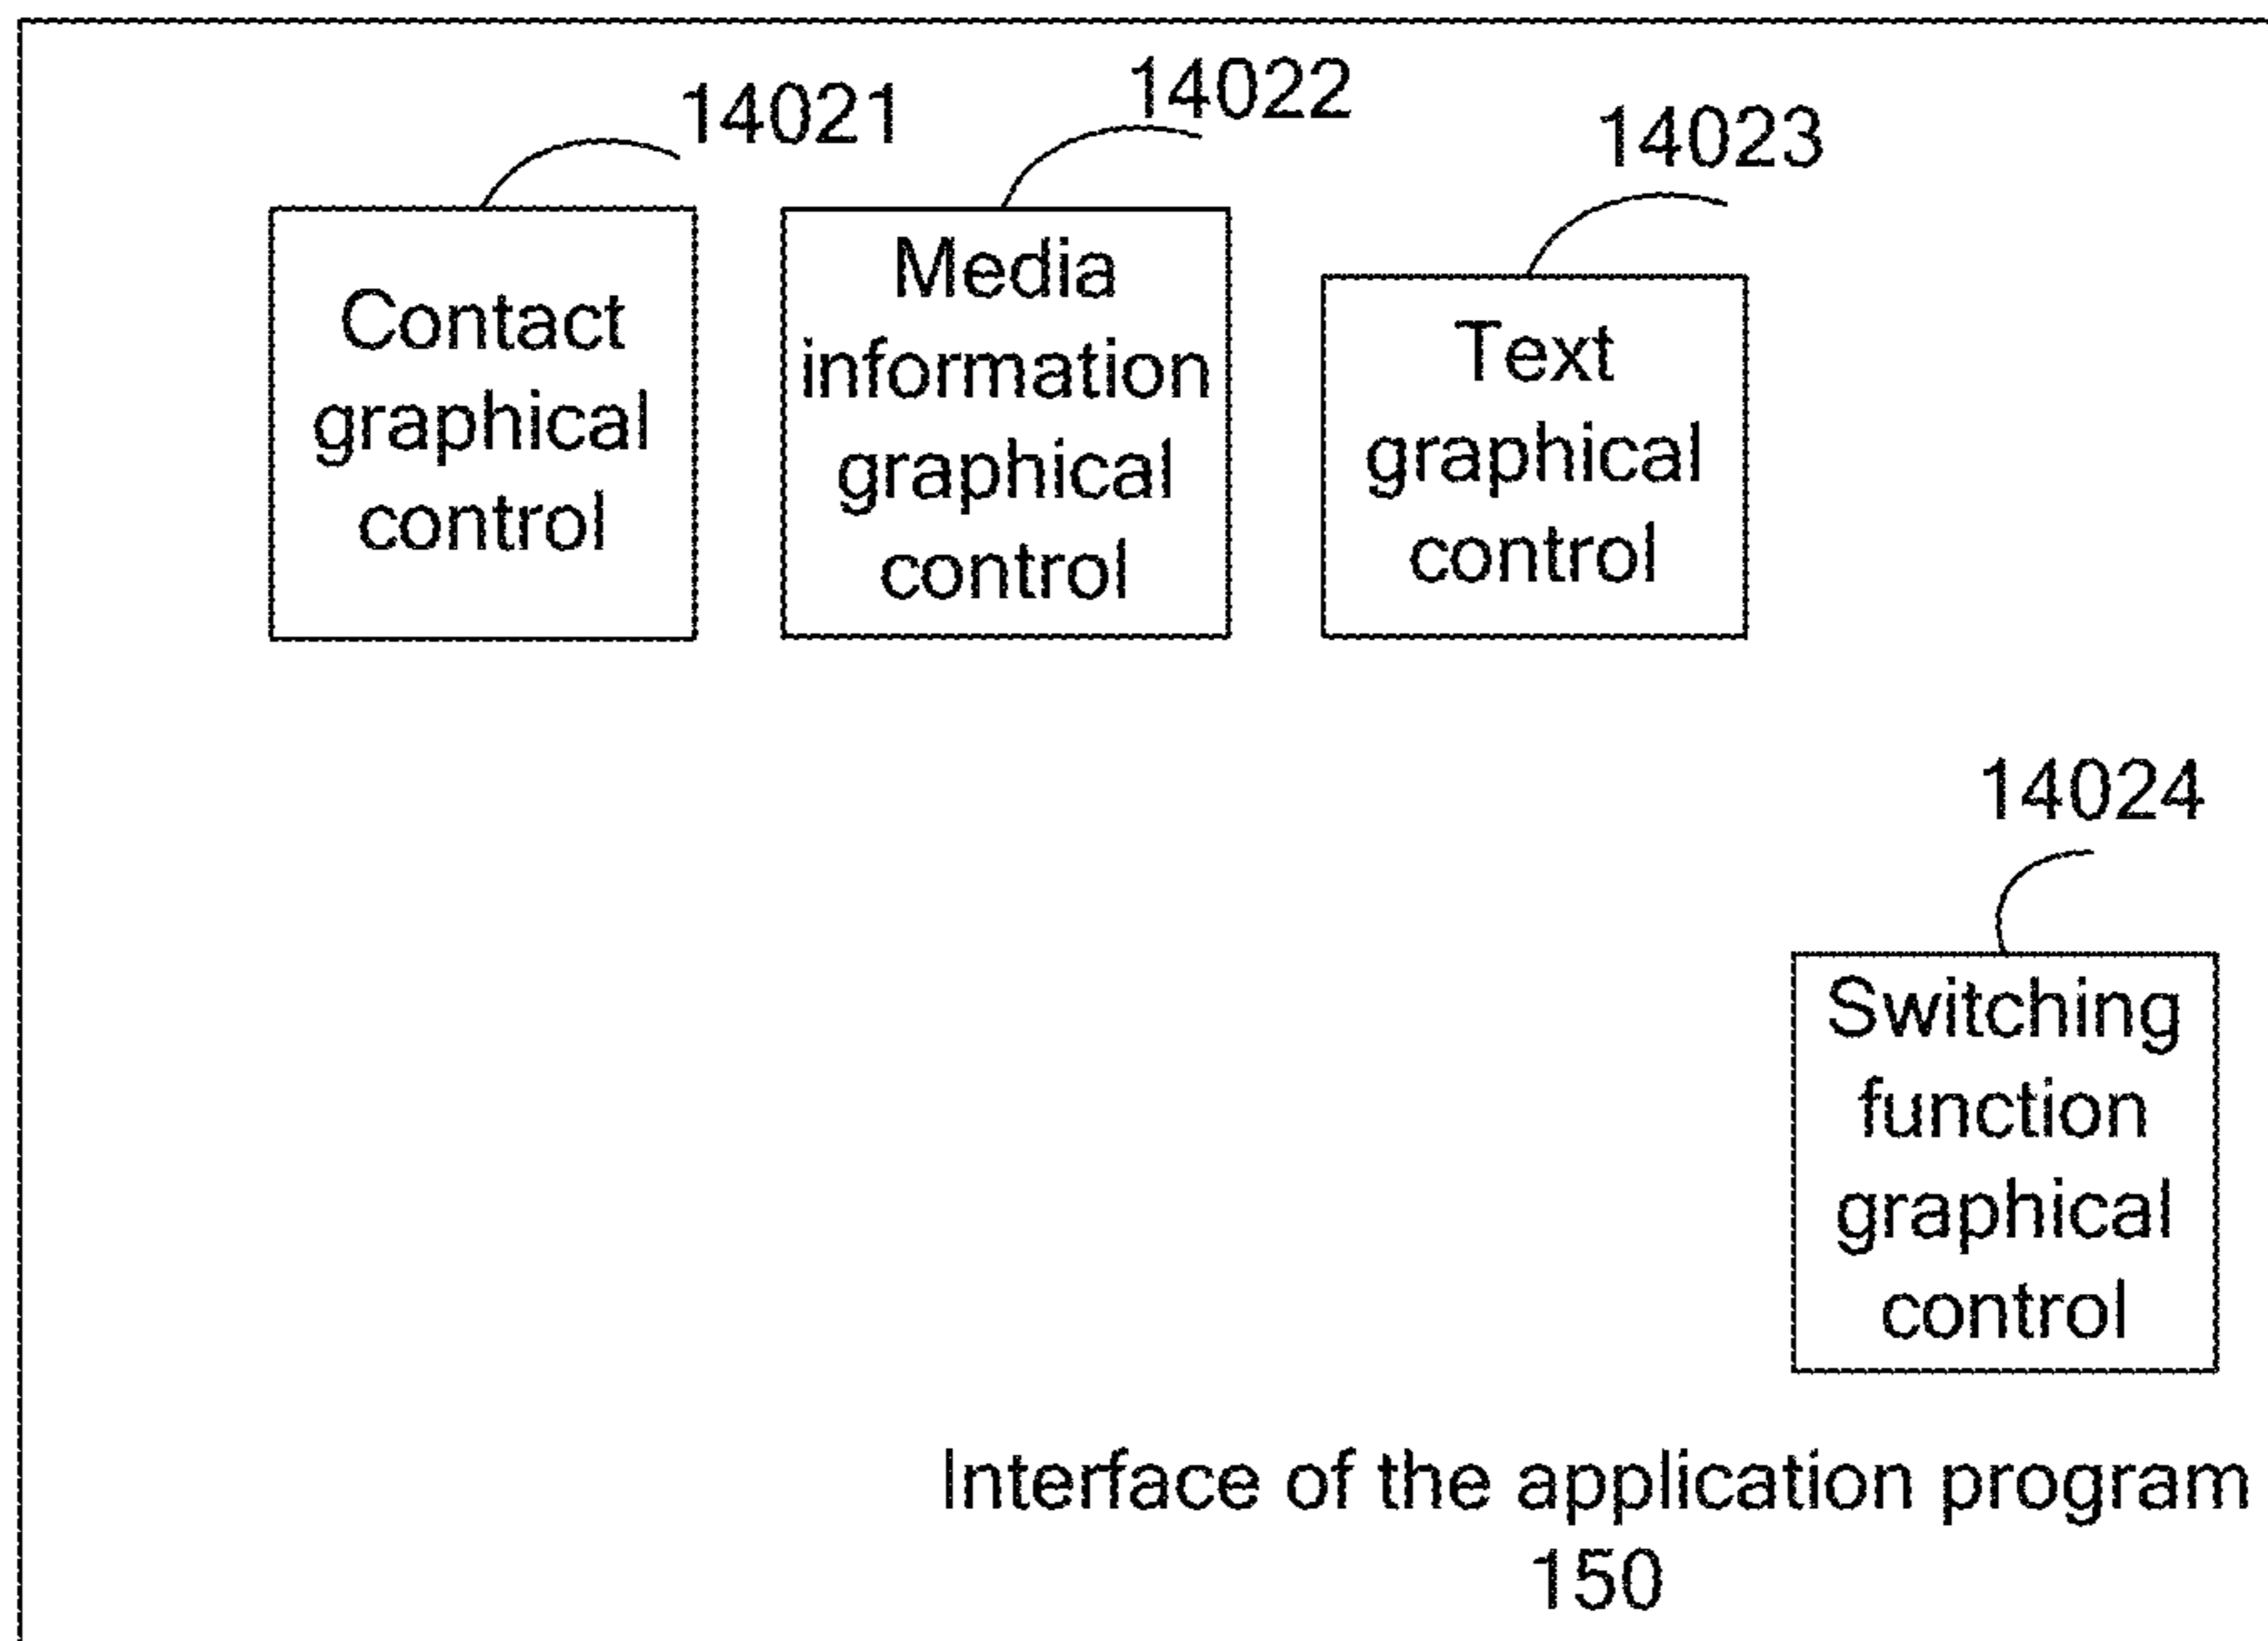 14021
14022
14023
Contact
graphical
control
Media
information
graphical
control
Text
graphical
control
14024
Switching
function
graphical
control
Interface of the application program
150